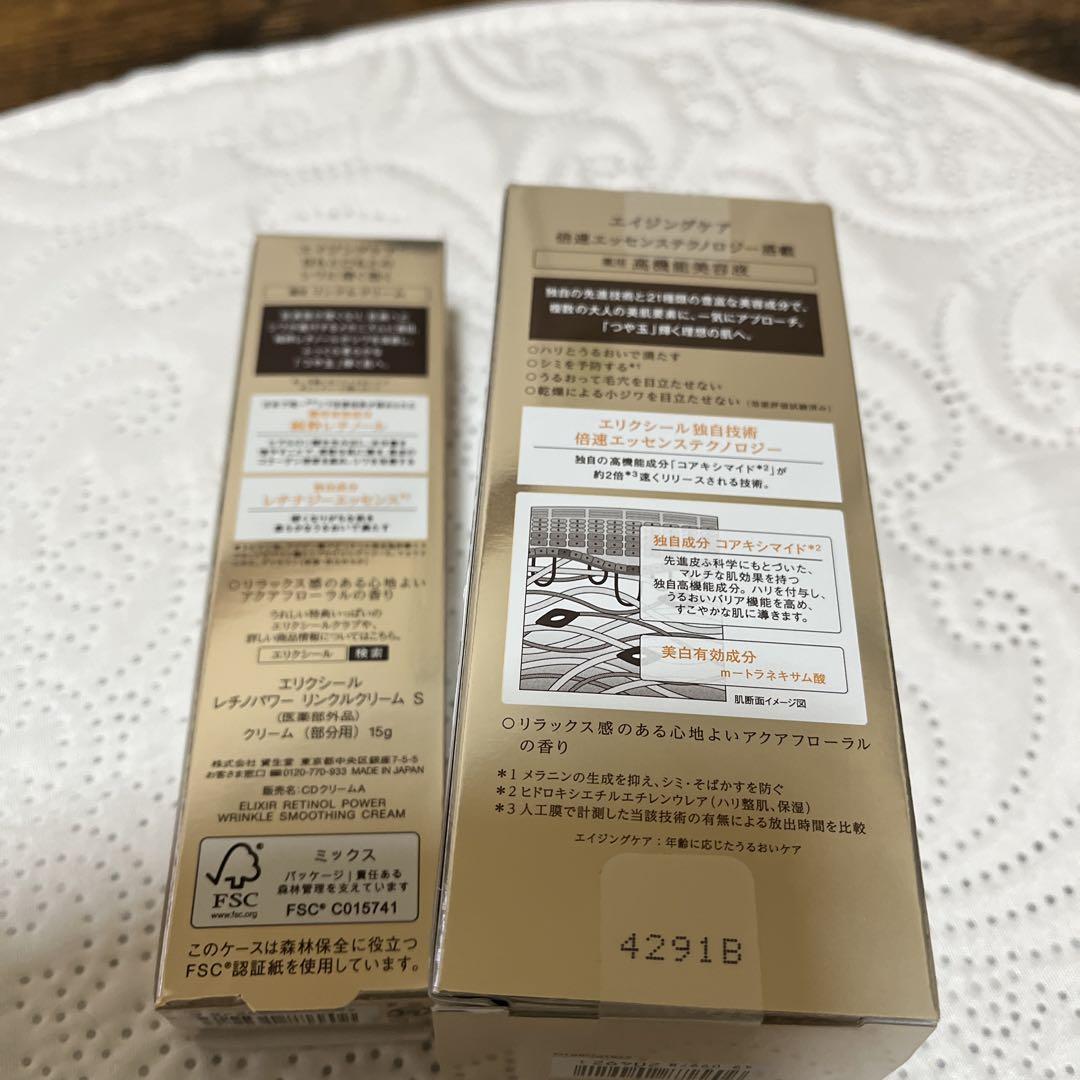 リラックス感のある心地よい
アクアフローラルの香り
うれしい特典いっぱいの
エリクシールクラブや、
詳しい商品情報についてはこちら。
エリクシール 検索
エリクシール
レチノパワー リンクルクリーム S
(医薬部外品)
クリーム(部分用) 15g
株式会社 資生堂 東京都中央区銀座7-5-5
お客さま窓口 0120-770-933 MADE IN JAPAN
販売名:CDクリームA
ELIXIR RETINOL POWER
WRINKLE SMOOTHING CREAM
FSC
www.fsc.org
ミックス
パッケージ|責任ある
森林管理を支えています
FSC® C015741
このケースは森林保全に役立つ
FSC®認証紙を使用しています。
純粋レチノール
レチナジーエッセンス
エイジングケア
倍速エッセンステクノロジー搭載
薬用 高機能美容液
独自の先進技術と21種類の豊富な美容成分で、
複数の大人の美肌要素に、一気にアプローチ。
「つや玉」輝く理想の肌へ。
○ハリとうるおいで満たす
○シミを予防する*1
○うるおって毛穴を目立たせない
○乾燥による小ジワを目立たせない(効能評価試験済み)
エリクシール独自技術
倍速エッセンステクノロジー
独自の高機能成分「コアキシマイド*2」が
約2倍*3速くリリースされる技術。
独自成分 コアキシマイド*2
先進皮ふ科学にもとづいた、
マルチな肌効果を持つ
独自高機能成分。ハリを付与し、
うるおいバリア機能を高め、
すこやかな肌に導きます。
美白有効成分
m-トラネキサム酸
肌断面イメージ図
○リラックス感のある心地よいアクアフローラル
の香り
*1 メラニンの生成を抑え、シミ・そばかすを防ぐ
*2 ヒドロキシエチルエチレンウレア(ハリ整肌、保湿)
*3 人工膜で計測した当該技術の有無による放出時間を比較
エイジングケア:年齢に応じたうるおいケア
4291B